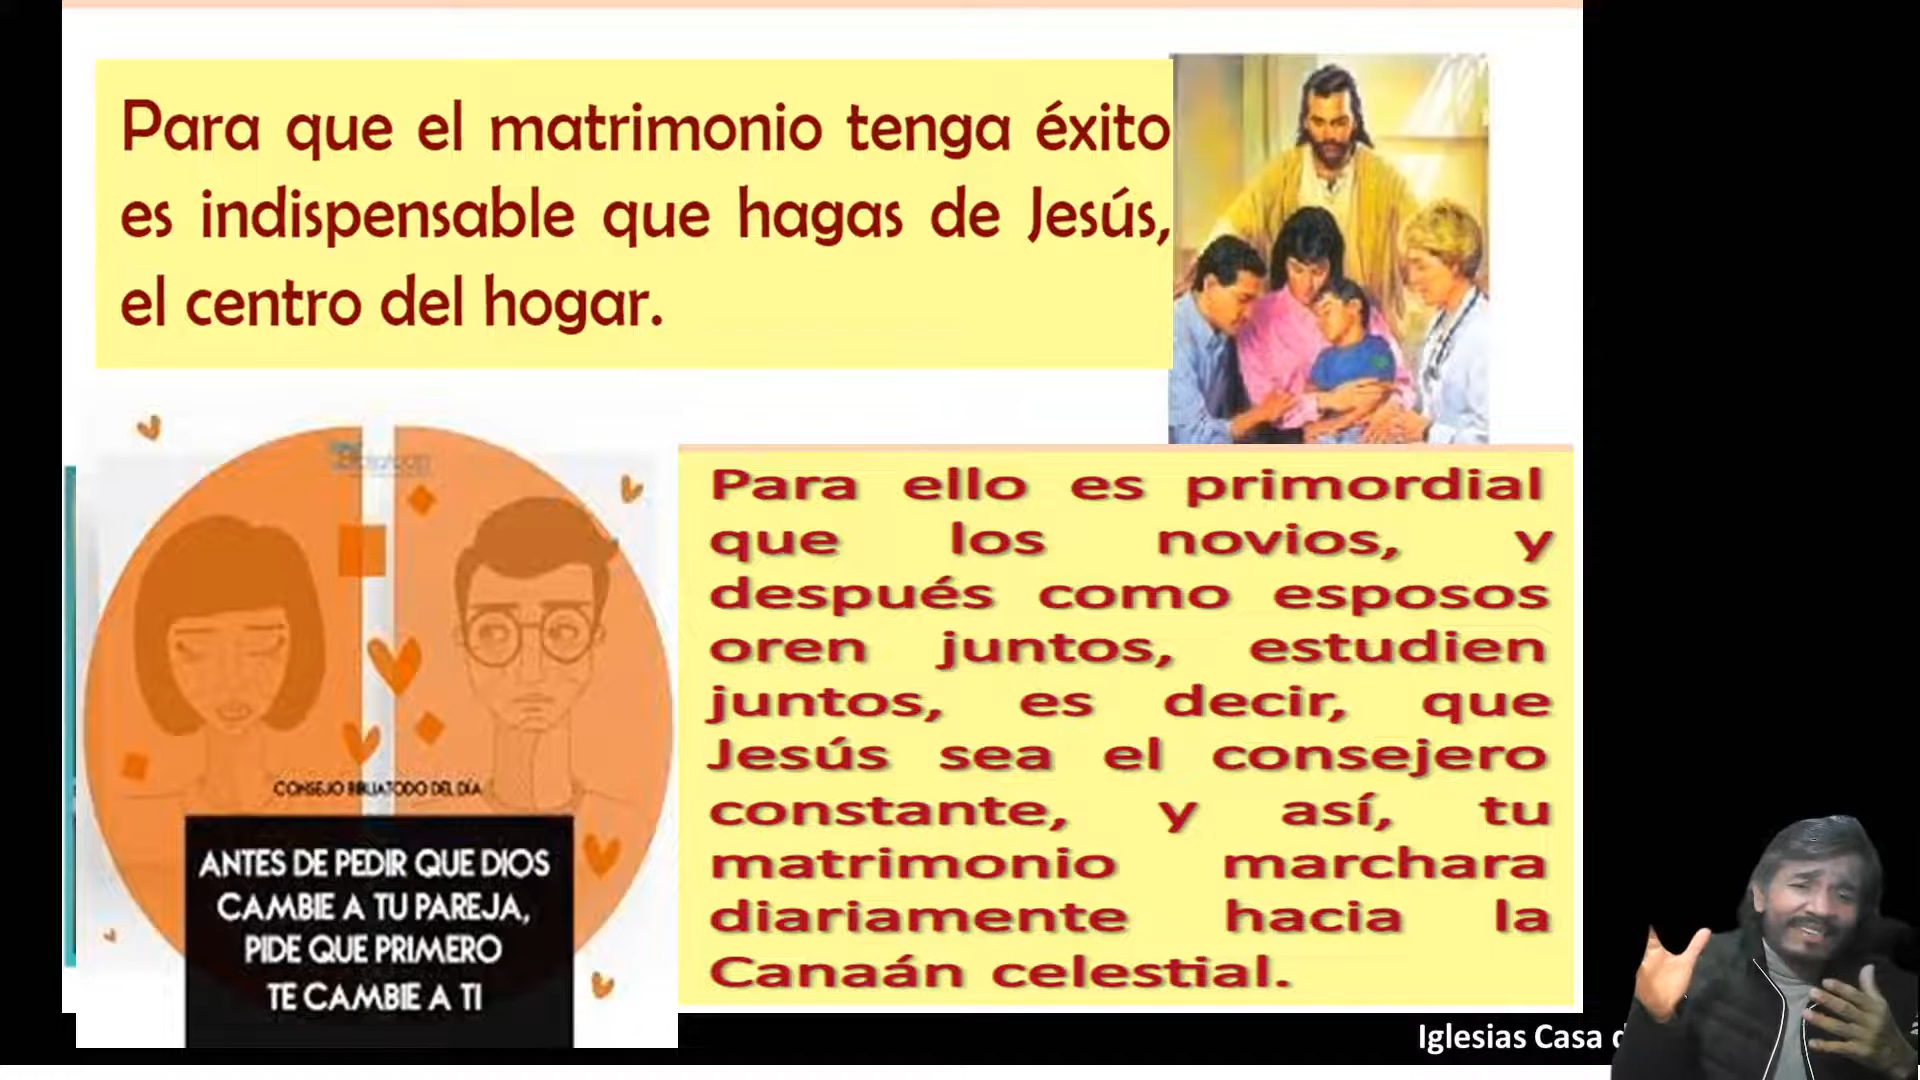 Para que el matrimonio tenga éxito
es indispensable que hagas de Jesús,
el centro del hogar.
Para ello es primordial
que los novios, y
después como esposos
oren juntos, estudien
juntos, es decir, que
Jesús sea el consejero
constante, y así, tu
matrimonio marchara
diariamente hacia la
Canaán celestial.
CONSEJO BIBLIATODO DEL DÍA
ANTES DE PEDIR QUE DIOS
CAMBIE A TU PAREJA,
PIDE QUE PRIMERO
TE CAMBIE A TI
Iglesias Casa